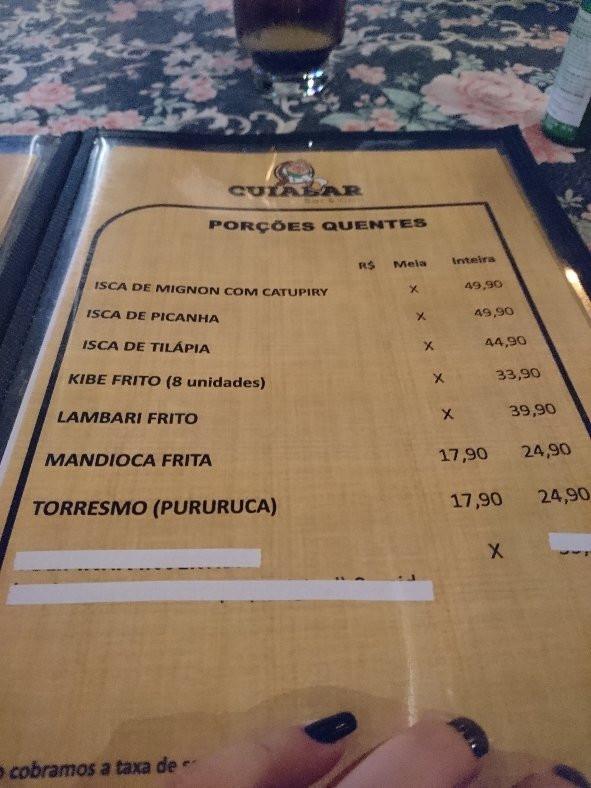 CUIABAR
PORÇÕES QUENTES
R$ Meia Inteira
ISCA DE MIGNON COM CATUPIRY X 49,90
ISCA DE PICANHA X 49,90
ISCA DE TILÁPIA X 44,90
KIBE FRITO (8 unidades) X 33,90
LAMBARI FRITO X 39,90
MANDIOCA FRITA 17,90 24,90
TORRESMO (PURURUCA) 17,90 24,90
X
cobramos a taxa de